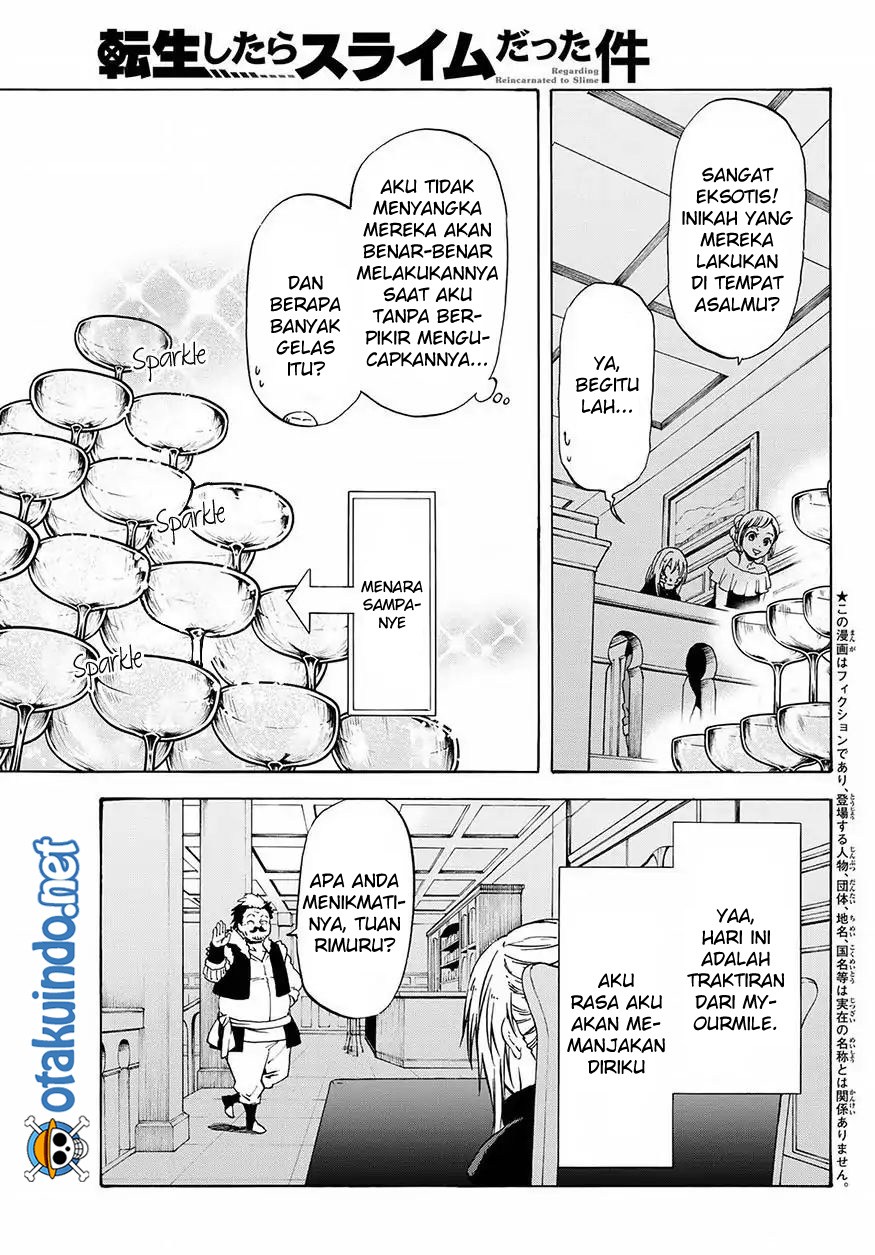 転生したらスライムだった件
Regarding
Reincarnated to Slime
SANGAT
EKSOTIS!
INIKAH YANG
MEREKA
LAKUKAN
DI TEMPAT
ASALMU?
YA,
BEGITU
LAH...
AKU TIDAK
MENYANGKA
MEREKA AKAN
BENAR-BENAR
MELAKUKANNYA
SAAT AKU
TANPA BER-
PIKIR MENGU-
CAPKANNYA...
DAN
BERAPA
BANYAK
GELAS
ITU?
Sparkle
Sparkle
Sparkle
MENARA
SAMPA-
NYE
YAA,
HARI INI
ADALAH
TRAKTIRAN
DARI MY-
OURMILE.
AKU
RASA AKU
AKAN ME-
MANJAKAN
DIRIKU
APA ANDA
MENIKMATI-
NYA, TUAN
RIMURU?
★この漫画はフィクションであり、登場する人物、団体、地名、国名等は実在の名称とは関係ありません。
otakuindo.net